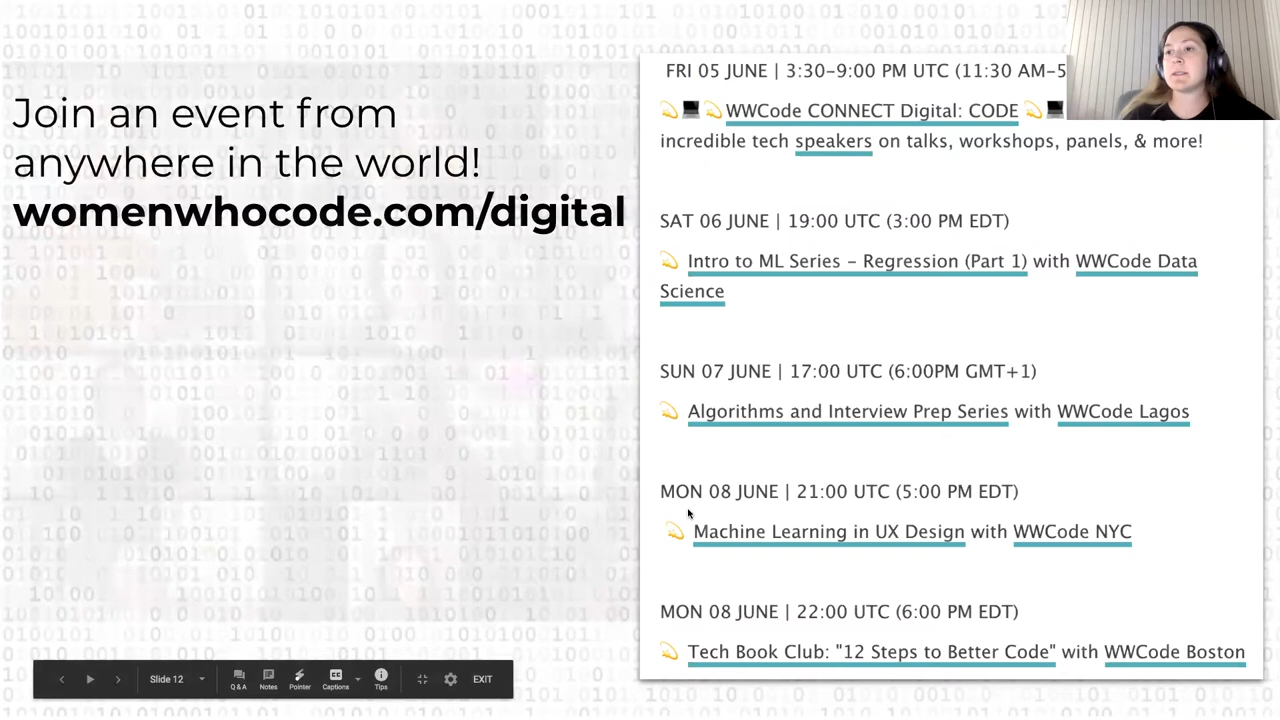 Join an event from
anywhere in the world!
womenwhocode.com/digital
FRI 05 JUNE | 3:30–9:00 PM UTC (11:30 AM–5
💫💻💫WWCode CONNECT Digital: CODE 💫💻
incredible tech speakers on talks, workshops, panels, & more!
SAT 06 JUNE | 19:00 UTC (3:00 PM EDT)
💫 Intro to ML Series – Regression (Part 1) with WWCode Data
Science
SUN 07 JUNE | 17:00 UTC (6:00PM GMT+1)
💫 Algorithms and Interview Prep Series with WWCode Lagos
MON 08 JUNE | 21:00 UTC (5:00 PM EDT)
💫 Machine Learning in UX Design with WWCode NYC
MON 08 JUNE | 22:00 UTC (6:00 PM EDT)
💫 Tech Book Club: "12 Steps to Better Code" with WWCode Boston
Slide 12 Q & A Notes Pointer Captions Tips EXIT